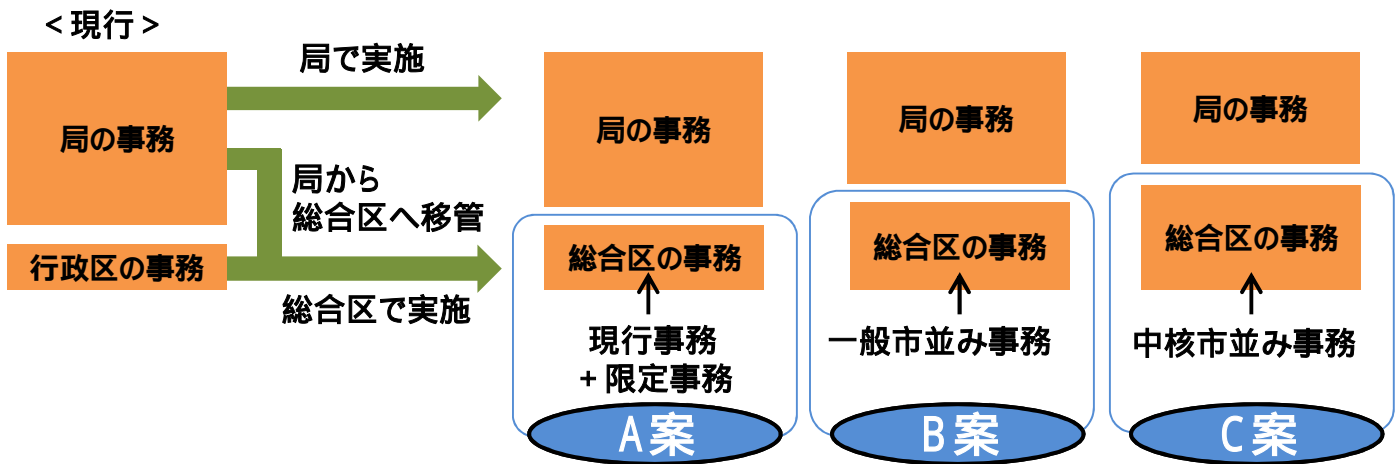 <現行>
局の事務
行政区の事務
局で実施
局から
総合区へ移管
総合区で実施
局の事務
総合区の事務
現行事務
+限定事務
A案
局の事務
総合区の事務
一般市並み事務
B案
局の事務
総合区の事務
中核市並み事務
C案